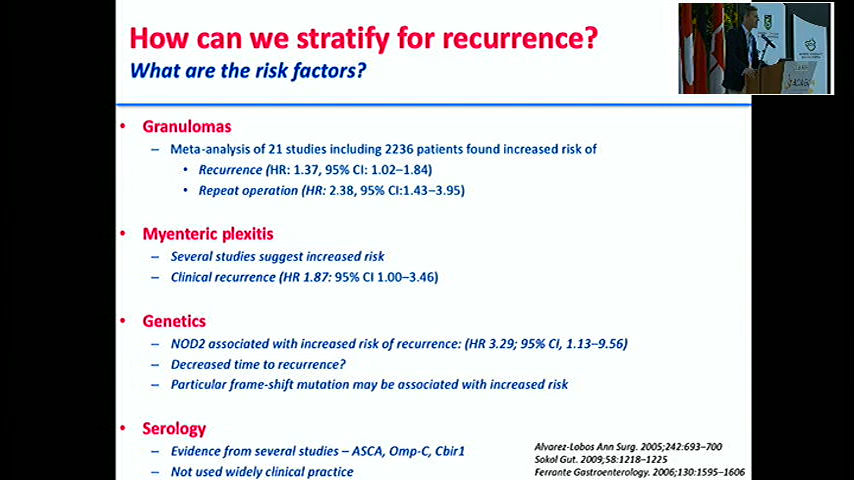 How can we stratify for recurrence?
What are the risk factors?
• Granulomas
– Meta-analysis of 21 studies including 2236 patients found increased risk of
• Recurrence (HR: 1.37, 95% CI: 1.02–1.84)
• Repeat operation (HR: 2.38, 95% CI:1.43–3.95)
• Myenteric plexitis
– Several studies suggest increased risk
– Clinical recurrence (HR 1.87: 95% CI 1.00–3.46)
• Genetics
– NOD2 associated with increased risk of recurrence: (HR 3.29; 95% CI, 1.13–9.56)
– Decreased time to recurrence?
– Particular frame-shift mutation may be associated with increased risk
• Serology
– Evidence from several studies – ASCA, Omp-C, Cbir1
– Not used widely clinical practice
Alvarez-Lobos Ann Surg. 2005;242:693–700
Sokol Gut. 2009;58:1218–1225
Ferrante Gastroenterology. 2006;130:1595–1606